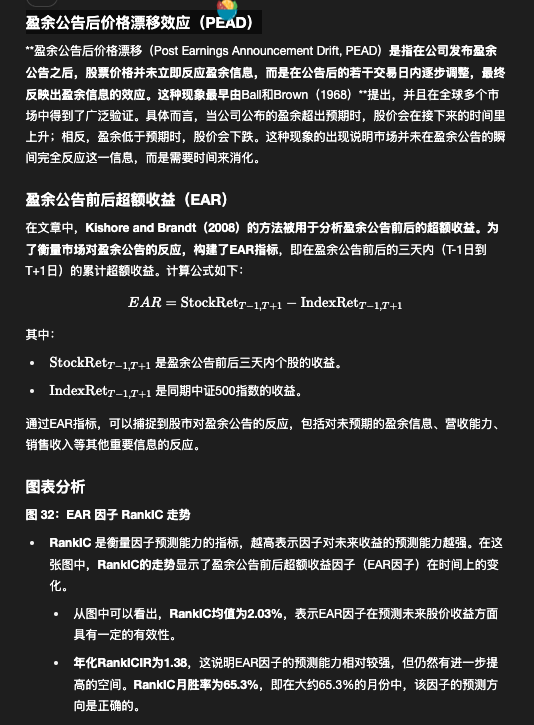 盈余公告后价格漂移效应（PEAD）
**盈余公告后价格漂移（Post Earnings Announcement Drift, PEAD）是指在公司发布盈余
公告之后，股票价格并未立即反应盈余信息，而是在公告后的若干交易日内逐步调整，最终
反映出盈余信息的效应。这种现象最早由Ball和Brown（1968）**提出，并且在全球多个市
场中得到了广泛验证。具体而言，当公司公布的盈余超出预期时，股价会在接下来的时间里
上升；相反，盈余低于预期时，股价会下跌。这种现象的出现说明市场并未在盈余公告的瞬
间完全反应这一信息，而是需要时间来消化。
盈余公告前后超额收益（EAR）
在文章中，Kishore and Brandt（2008）的方法被用于分析盈余公告前后的超额收益。为
了衡量市场对盈余公告的反应，构建了EAR指标，即在盈余公告前后的三天内（T-1日到
T+1日）的累计超额收益。计算公式如下：
EAR = StockRet_{T−1,T+1} − IndexRet_{T−1,T+1}
其中：
• StockRet_{T−1,T+1} 是盈余公告前后三天内个股的收益。
• IndexRet_{T−1,T+1} 是同期中证500指数的收益。
通过EAR指标，可以捕捉到股市对盈余公告的反应，包括对未预期的盈余信息、营收能力、
销售收入等其他重要信息的反应。
图表分析
图 32：EAR 因子 RankIC 走势
• RankIC 是衡量因子预测能力的指标，越高表示因子对未来收益的预测能力越强。在这
张图中，RankIC的走势显示了盈余公告前后超额收益因子（EAR因子）在时间上的变
化。
• 从图中可以看出，RankIC均值为2.03%，表示EAR因子在预测未来股价收益方面
具有一定的有效性。
• 年化RankICIR为1.38，这说明EAR因子的预测能力相对较强，但仍然有进一步提
高的空间。RankIC月胜率为65.3%，即在大约65.3%的月份中，该因子的预测方
向是正确的。